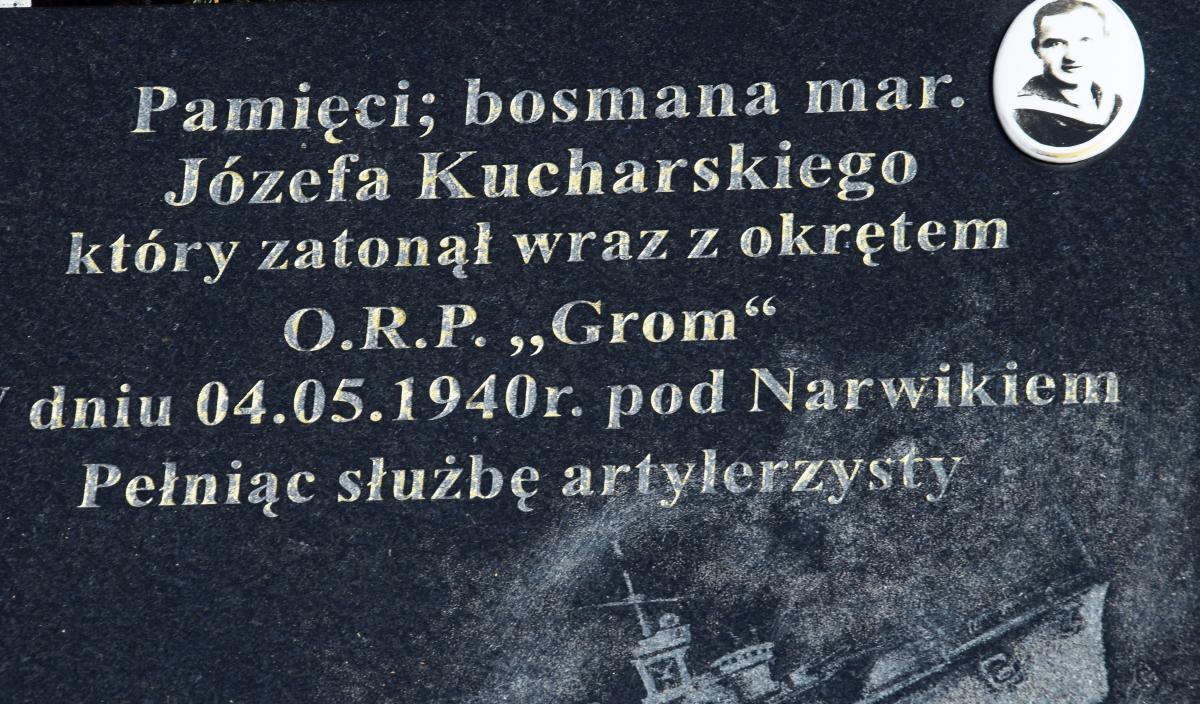 Pamięci; bosmana mar.
Józefa Kucharskiego
który zatonął wraz z okrętem
O.R.P. „Grom“
W dniu 04.05.1940r. pod Narwikiem
Pełniąc służbę artylerzysty